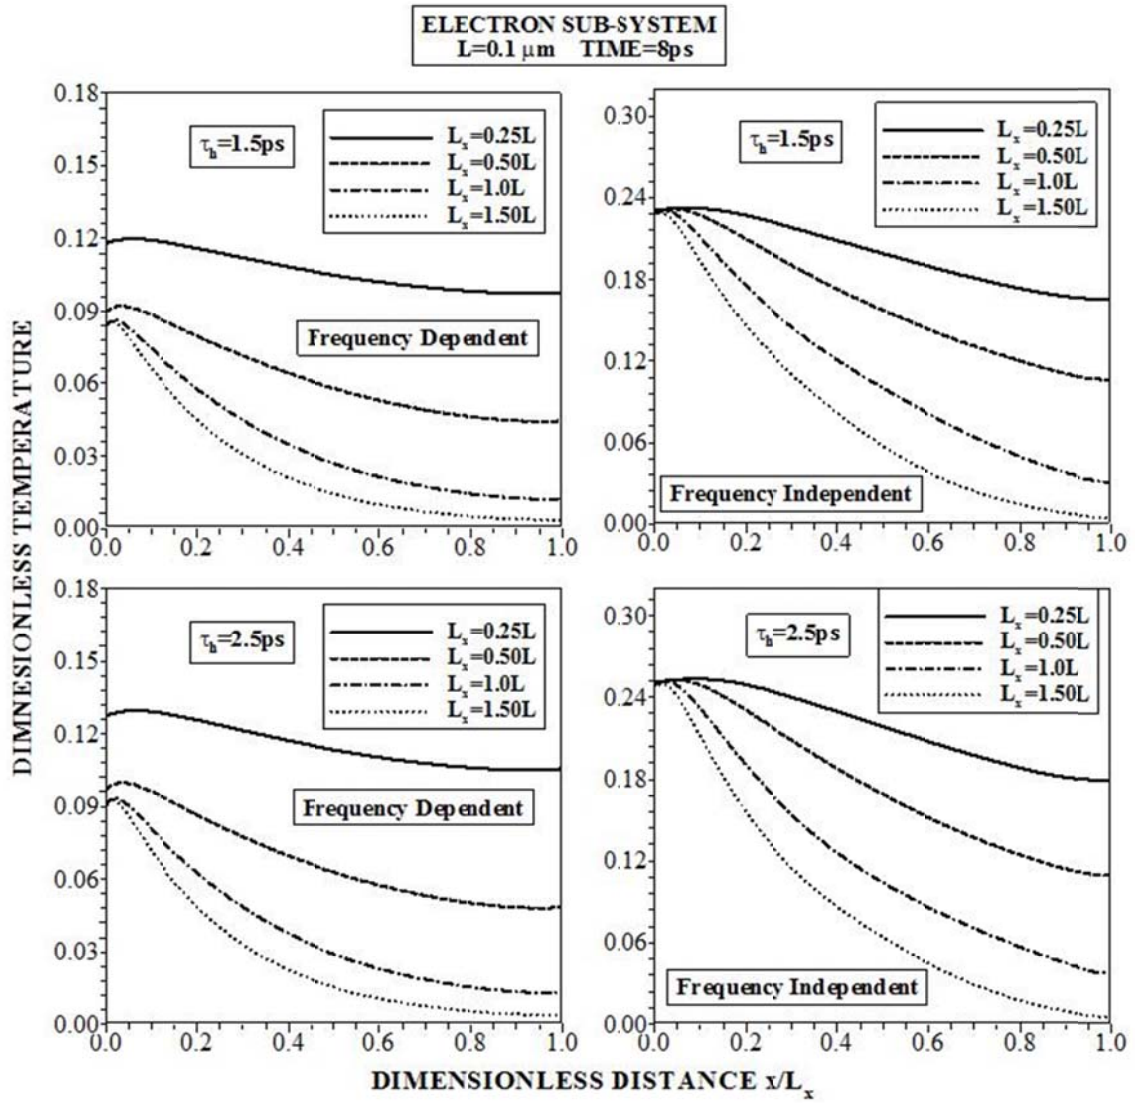 ELECTRON SUB-SYSTEM
L=0.1 μm TIME=8ps
DIMNESIONLESS TEMPERATURE
0.18
0.15
0.12
0.09
0.06
0.03
0.00
0.0 0.2 0.4 0.6 0.8 1.0
τh=1.5ps
Lx=0.25L
Lx=0.50L
Lx=1.0L
Lx=1.50L
Frequency Dependent
0.30
0.24
0.18
0.12
0.06
0.00
0.0 0.2 0.4 0.6 0.8 1.0
τh=1.5ps
Lx=0.25L
Lx=0.50L
Lx=1.0L
Lx=1.50L
Frequency Independent
0.18
0.15
0.12
0.09
0.06
0.03
0.00
0.0 0.2 0.4 0.6 0.8 1.0
τh=2.5ps
Lx=0.25L
Lx=0.50L
Lx=1.0L
Lx=1.50L
Frequency Dependent
0.30
0.24
0.18
0.12
0.06
0.00
0.0 0.2 0.4 0.6 0.8 1.0
τh=2.5ps
Lx=0.25L
Lx=0.50L
Lx=1.0L
Lx=1.50L
Frequency Independent
DIMENSIONLESS DISTANCE x/Lx